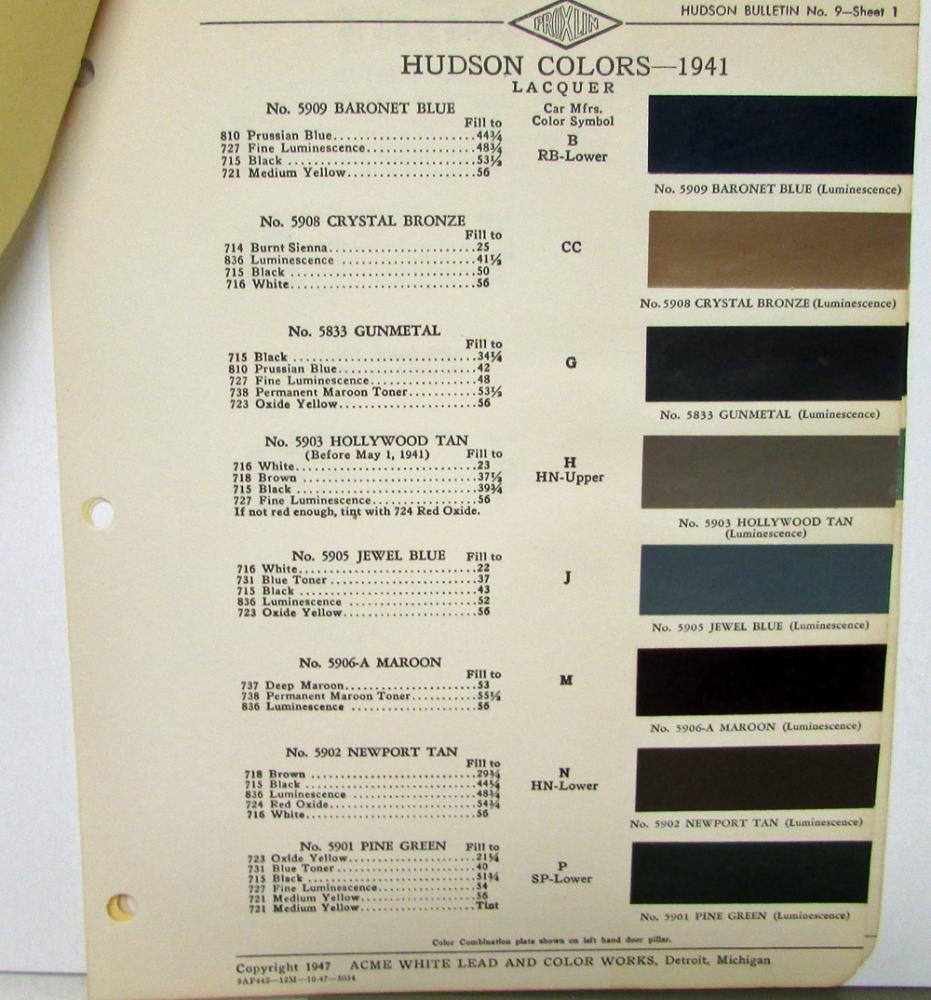 HUDSON BULLETIN No. 9—Sheet 1
PROXLIN
HUDSON COLORS—1941
LACQUER
No. 5909 BARONET BLUE
Fill to
810 Prussian Blue 44¾
727 Fine Luminescence 48¾
715 Black 53½
721 Medium Yellow 56
Car Mfrs.
Color Symbol
B
RB-Lower
No. 5909 BARONET BLUE (Luminescence)
No. 5908 CRYSTAL BRONZE
Fill to
714 Burnt Sienna 25
836 Luminescence 41½
715 Black 50
716 White 56
CC
No. 5908 CRYSTAL BRONZE (Luminescence)
No. 5833 GUNMETAL
Fill to
715 Black 34¼
810 Prussian Blue 42
727 Fine Luminescence 48
738 Permanent Maroon Toner 53½
723 Oxide Yellow 56
G
No. 5833 GUNMETAL (Luminescence)
No. 5903 HOLLYWOOD TAN
(Before May 1, 1941) Fill to
716 White 23
718 Brown 37½
715 Black 39¾
727 Fine Luminescence 56
If not red enough, tint with 724 Red Oxide.
H
HN-Upper
No. 5903 HOLLYWOOD TAN
(Luminescence)
No. 5905 JEWEL BLUE Fill to
716 White 22
731 Blue Toner 37
715 Black 43
836 Luminescence 52
723 Oxide Yellow 56
J
No. 5905 JEWEL BLUE (Luminescence)
No. 5906-A MAROON
Fill to
737 Deep Maroon 53
738 Permanent Maroon Toner 55½
836 Luminescence 56
M
No. 5906-A MAROON (Luminescence)
No. 5902 NEWPORT TAN
Fill to
718 Brown 29¾
715 Black 44¼
836 Luminescence 48¾
724 Red Oxide 54¾
716 White 56
N
HN-Lower
No. 5902 NEWPORT TAN (Luminescence)
No. 5901 PINE GREEN Fill to
723 Oxide Yellow 21¼
731 Blue Toner 40
715 Black 51¾
727 Fine Luminescence 54
721 Medium Yellow 56
721 Medium Yellow Tint
P
SP-Lower
No. 5901 PINE GREEN (Luminescence)
Color Combination plate shown on left hand door pillar.
Copyright 1947 ACME WHITE LEAD AND COLOR WORKS, Detroit, Michigan
9AP442—12M—10-47—5034